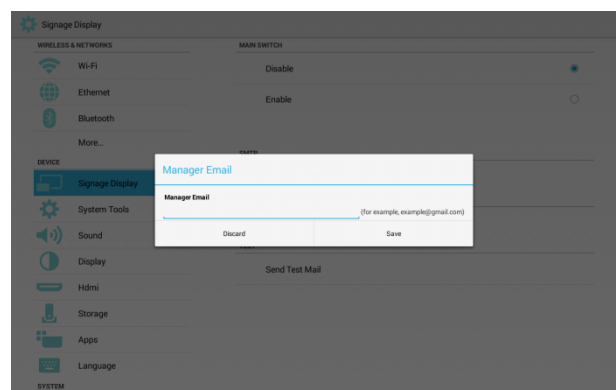 Signage Display
WIRELESS & NETWORKS
Wi-Fi
Ethernet
Bluetooth
More...
DEVICE
Signage Display
System Tools
Sound
Display
Hdmi
Storage
Apps
Language
SYSTEM
MAIN SWITCH
Disable
Enable
SMTP
Manager Email
Manager Email
(for example, example@gmail.com)
Discard
Save
Send Test Mail